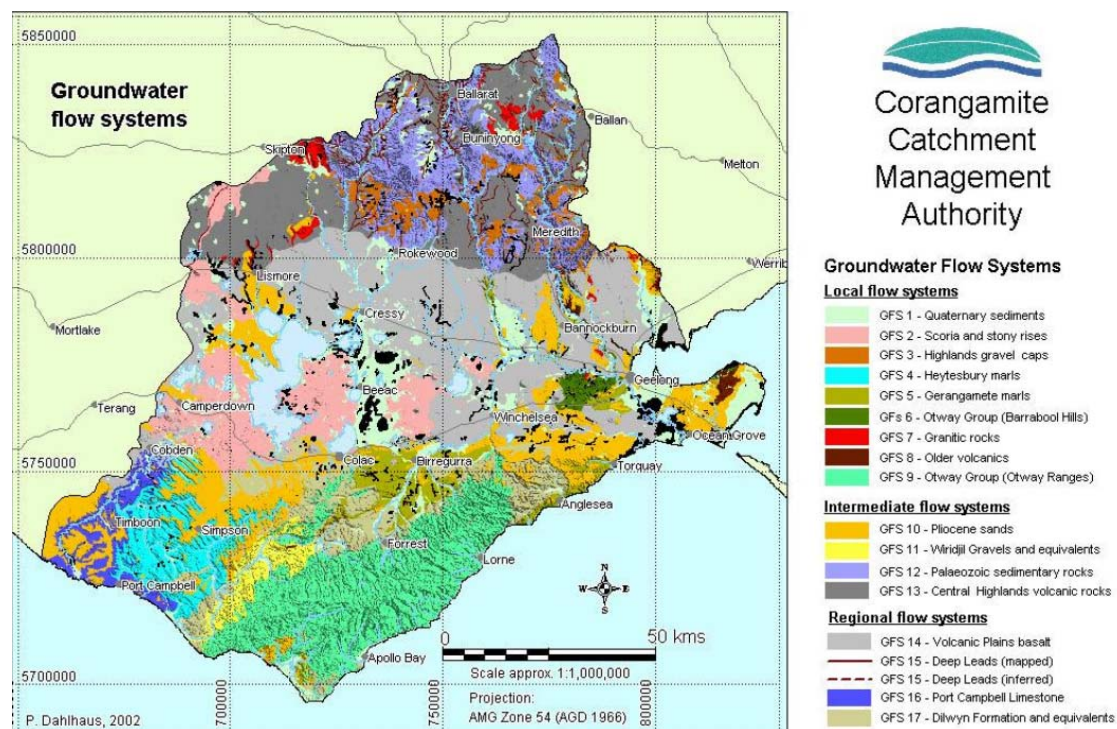 Groundwater
flow systems
5850000
5800000
5750000
5700000
Ballarat
Ballan
Buninyong
Skipton
Melton
Meredith
Rokewood
Werrib
Lismore
Cressy
Mortlake
Bannockburn
Beeac
Geelong
Terang
Camperdown
Winchelsea
Ocean Grove
Cobden
Colac
Birregurra
Torquay
Anglesea
Timboon
Simpson
Forrest
Lorne
Port Campbell
Apollo Bay
N
W
E
S
0
50 kms
Scale approx. 1:1,000,000
Projection:
AMG Zone 54 (AGD 1966)
700000
750000
800000
P. Dahlhaus, 2002
Corangamite
Catchment
Management
Authority
Groundwater Flow Systems
Local flow systems
GFS 1 - Quaternary sediments
GFS 2 - Scoria and stony rises
GFS 3 - Highlands gravel caps
GFS 4 - Heytesbury marls
GFS 5 - Gerangamete marls
GFs 6 - Otway Group (Barrabool Hills)
GFS 7 - Granitic rocks
GFS 8 - Older volcanics
GFS 9 - Otway Group (Otway Ranges)
Intermediate flow systems
GFS 10 - Pliocene sands
GFS 11 - Wiridjil Gravels and equivalents
GFS 12 - Palaeozoic sedimentary rocks
GFS 13 - Central Highlands volcanic rocks
Regional flow systems
GFS 14 - Volcanic Plains basalt
GFS 15 - Deep Leads (mapped)
GFS 15 - Deep Leads (inferred)
GFS 16 - Port Campbell Limestone
GFS 17 - Dilwyn Formation and equivalents